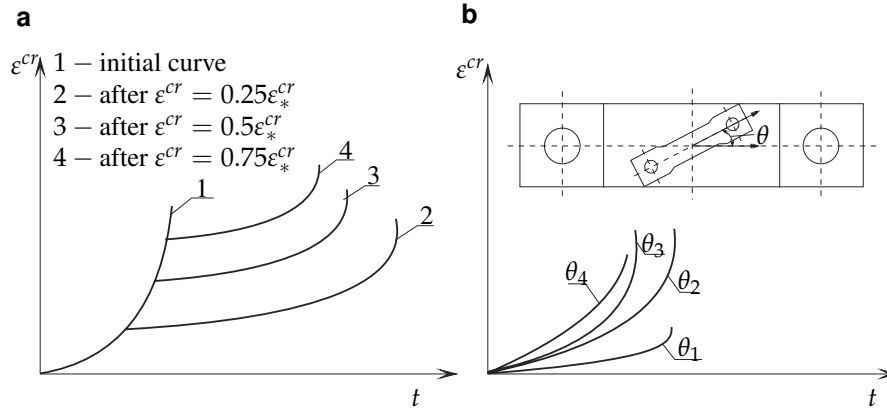 a
ε^{cr}
1 – initial curve
2 – after ε^{cr} = 0.25ε_*^{cr}
3 – after ε^{cr} = 0.5ε_*^{cr}
4 – after ε^{cr} = 0.75ε_*^{cr}
4
1
3
2
t
b
ε^{cr}
θ
θ_3
θ_4
θ_2
θ_1
t